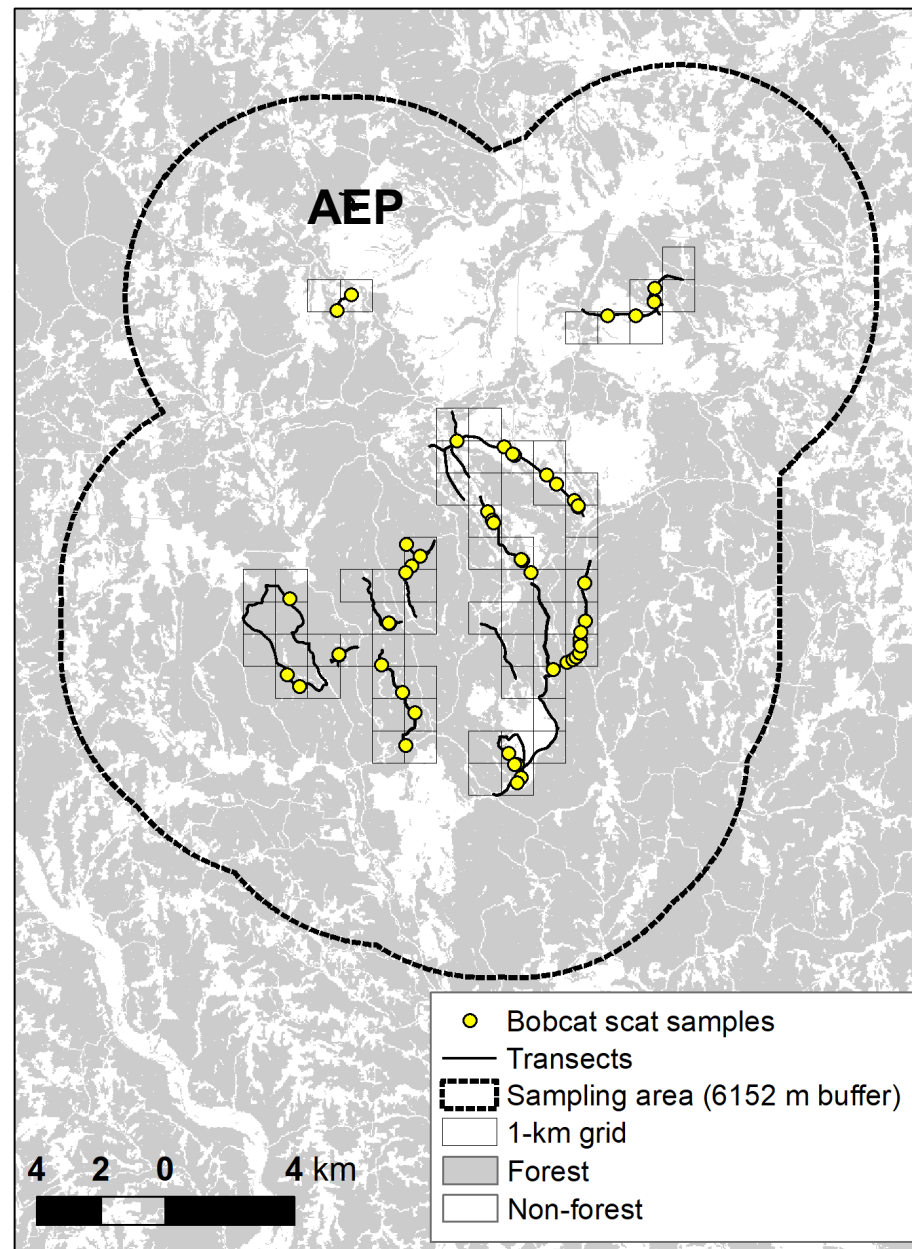 AEP
Bobcat scat samples
Transects
Sampling area (6152 m buffer)
1-km grid
Forest
Non-forest
4 2 0 4 km